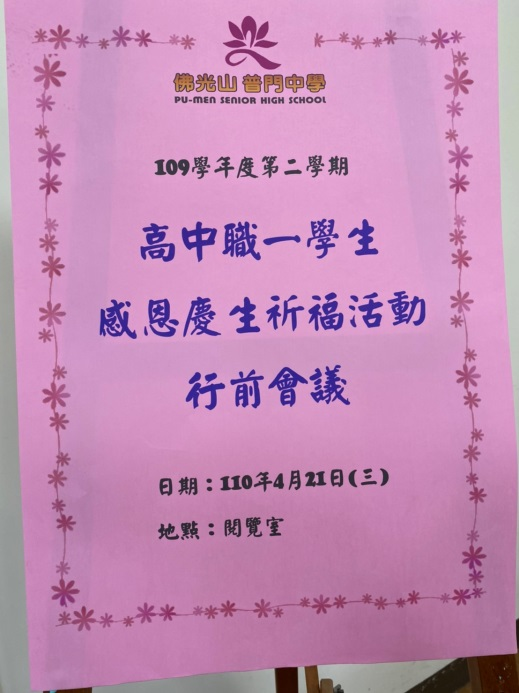 佛光山 普門中學
PU-MEN SENIOR HIGH SCHOOL
109學年度第二學期
高中職一學生
感恩慶生祈福活動
行前會議
日期：110年4月21日(三)
地點：閱覽室